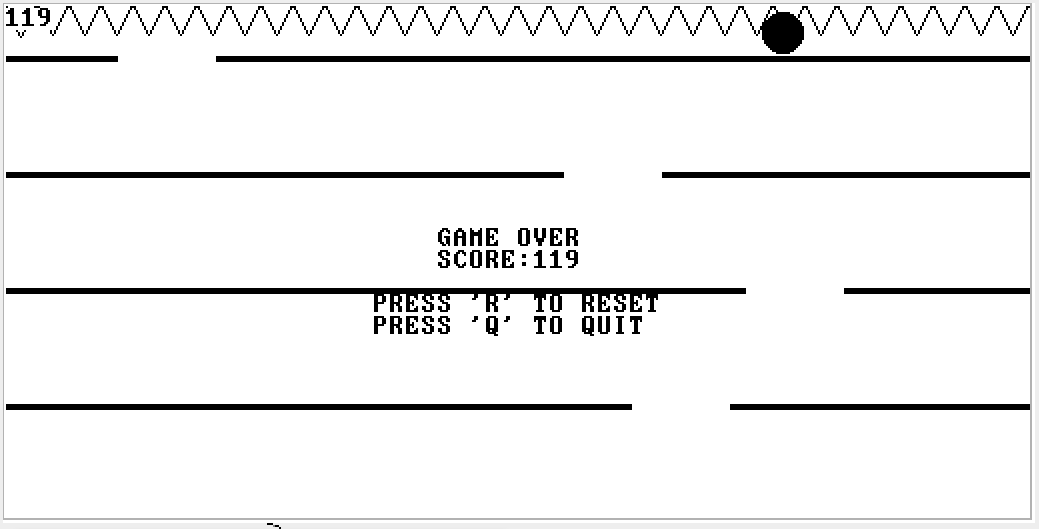 119
GAME OVER
SCORE:119
PRESS 'R' TO RESET
PRESS 'Q' TO QUIT